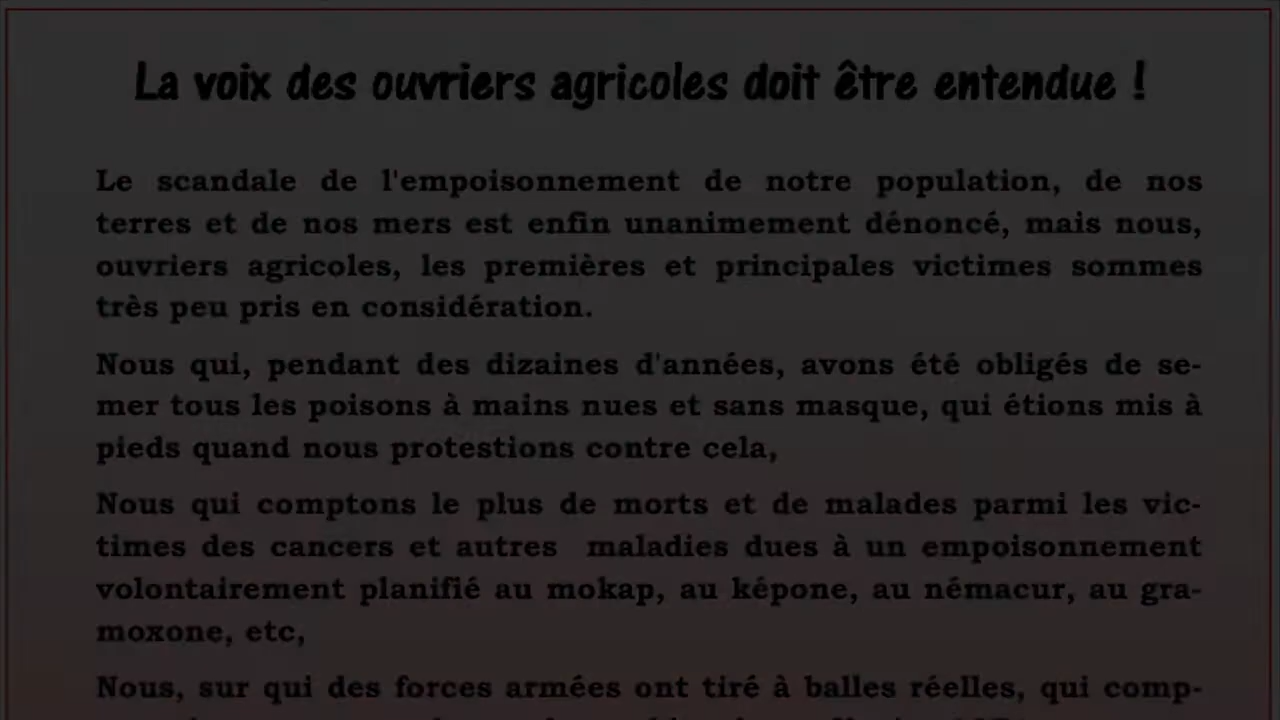 La voix des ouvriers agricoles doit être entendue !
Le scandale de l'empoisonnement de notre population, de nos
terres et de nos mers est enfin unanimement dénoncé, mais nous,
ouvriers agricoles, les premières et principales victimes sommes
très peu pris en considération.
Nous qui, pendant des dizaines d'années, avons été obligés de se-
mer tous les poisons à mains nues et sans masque, qui étions mis à
pieds quand nous protestions contre cela,
Nous qui comptons le plus de morts et de malades parmi les vic-
times des cancers et autres maladies dues à un empoisonnement
volontairement planifié au mokap, au képone, au némacur, au gra-
moxone, etc,
Nous, sur qui des forces armées ont tiré à balles réelles, qui comp-